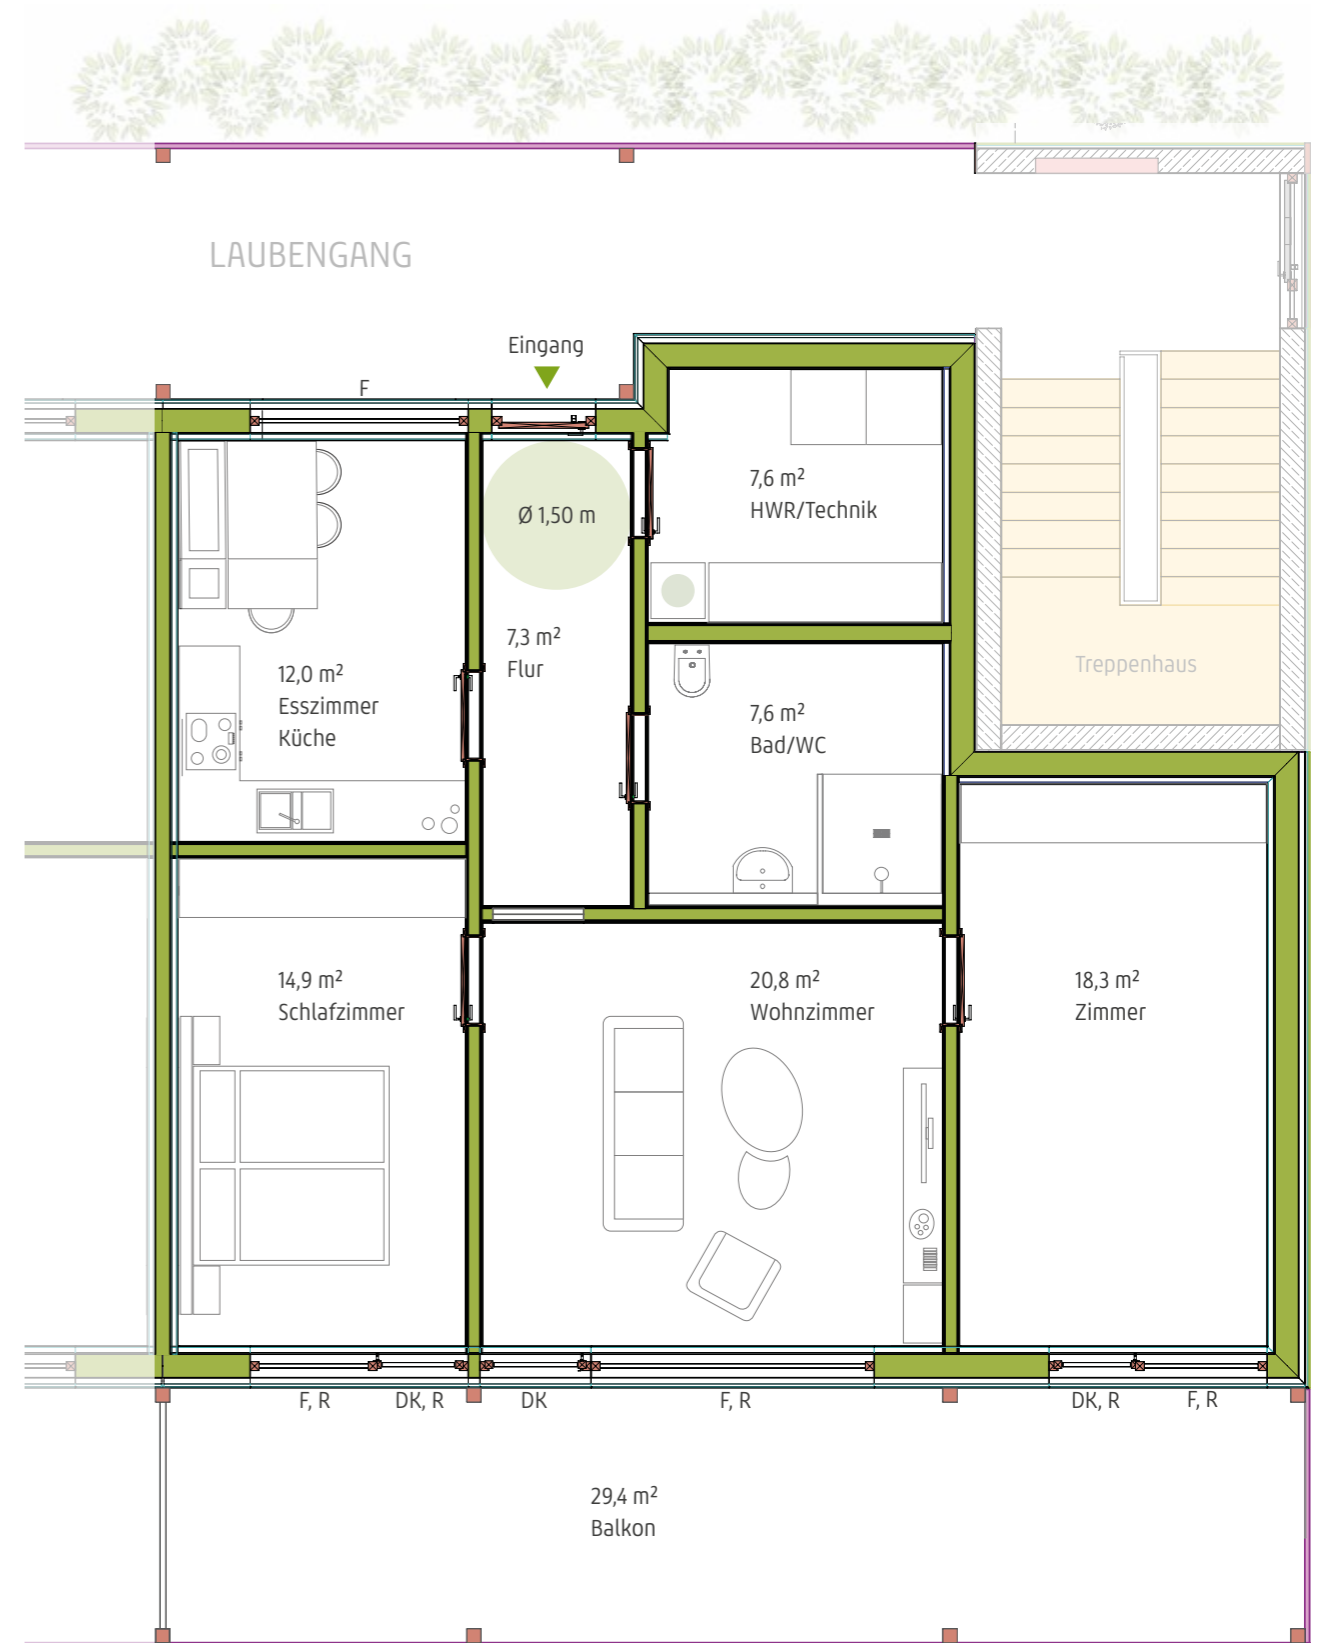 LAUBENGANG
Eingang
F
7,6 m²
HWR/Technik
Ø 1,50 m
7,3 m²
Flur
12,0 m²
Esszimmer
Küche
Treppenhaus
7,6 m²
Bad/WC
14,9 m²
Schlafzimmer
20,8 m²
Wohnzimmer
18,3 m²
Zimmer
F, R
DK, R
DK
F, R
DK, R
F, R
29,4 m²
Balkon